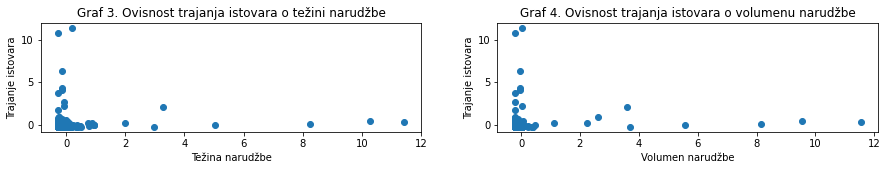 Graf 3. Ovisnost trajanja istovara o težini narudžbe
Trajanje istovara
10
5
0
0 2 4 6 8 10 12
Težina narudžbe
Graf 4. Ovisnost trajanja istovara o volumenu narudžbe
Trajanje istovara
10
5
0
0 2 4 6 8 10 12
Volumen narudžbe